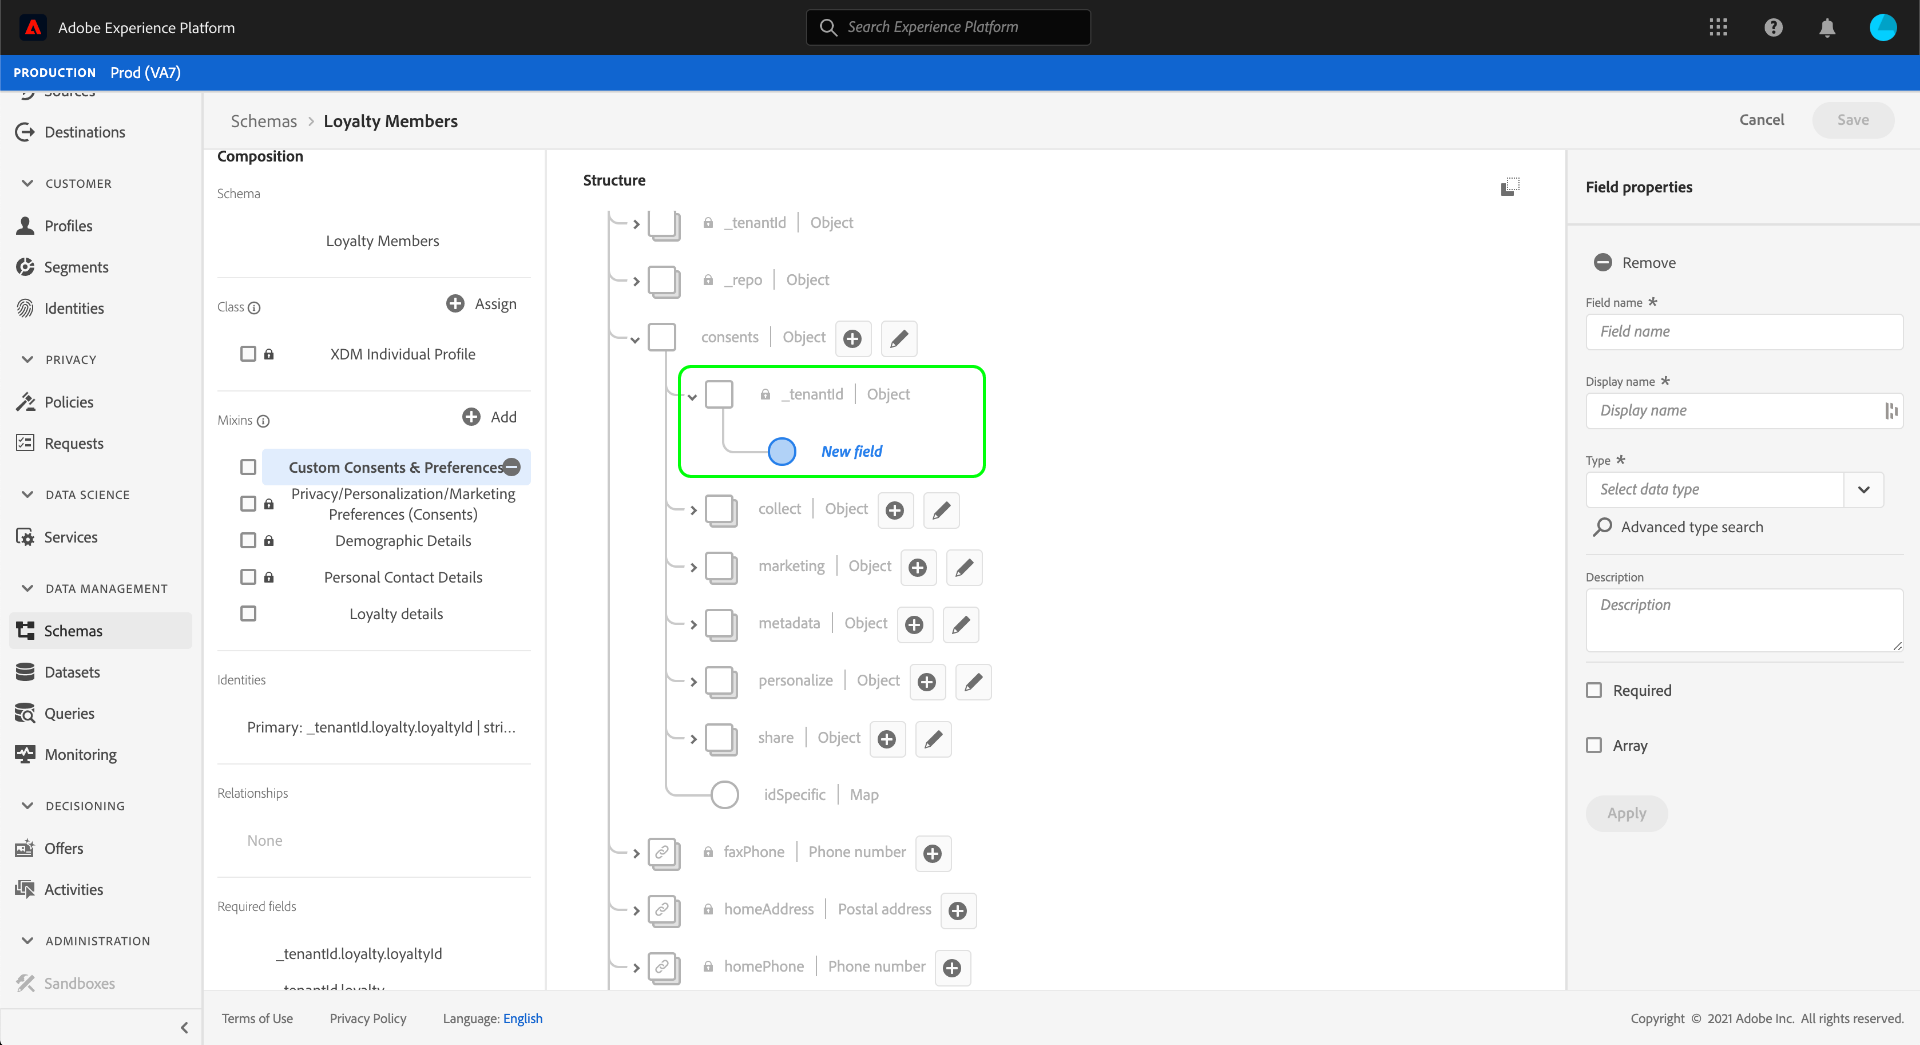 Adobe Experience Platform
Search Experience Platform
PRODUCTION Prod (VA7)
Sources
Destinations
CUSTOMER
Profiles
Segments
Identities
PRIVACY
Policies
Requests
DATA SCIENCE
Services
DATA MANAGEMENT
Schemas
Datasets
Queries
Monitoring
DECISIONING
Offers
Activities
ADMINISTRATION
Sandboxes
Schemas > Loyalty Members
Cancel
Save
Composition
Schema
Loyalty Members
Class
Assign
XDM Individual Profile
Mixins
Add
Custom Consents & Preferences
Privacy/Personalization/Marketing
Preferences (Consents)
Demographic Details
Personal Contact Details
Loyalty details
Identities
Primary: _tenantId.loyalty.loyaltyId | stri...
Relationships
None
Required fields
_tenantId.loyalty.loyaltyId
_tenantId.loyalty
Structure
_tenantId | Object
_repo | Object
consents | Object
_tenantId | Object
New field
collect | Object
marketing | Object
metadata | Object
personalize | Object
share | Object
idSpecific | Map
faxPhone | Phone number
homeAddress | Postal address
homePhone | Phone number
Field properties
Remove
Field name *
Field name
Display name *
Display name
Type *
Select data type
Advanced type search
Description
Description
Required
Array
Apply
Terms of Use Privacy Policy Language: English
Copyright © 2021 Adobe Inc. All rights reserved.